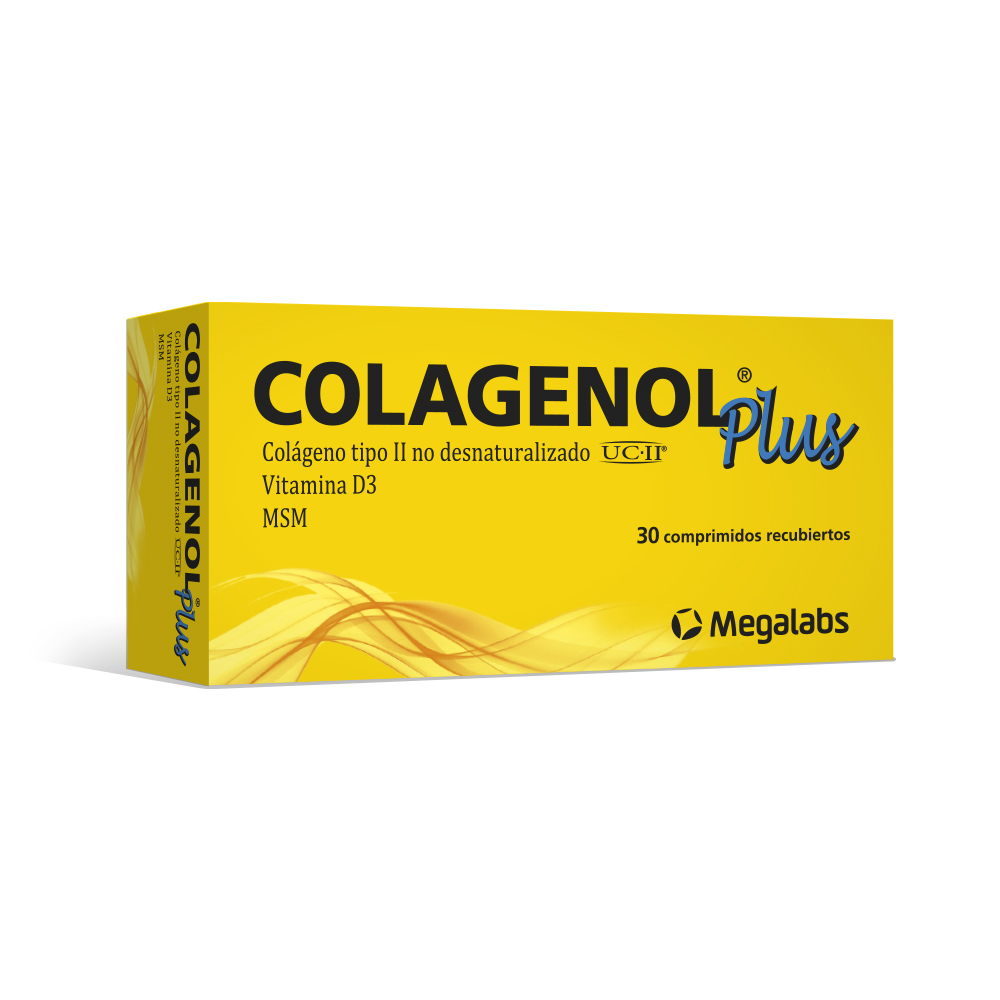 COLAGENOL® Plus
Colágeno tipo II no desnaturalizado UC·II®
Vitamina D3
MSM
30 comprimidos recubiertos
Megalabs
COLAGENOL® Plus
Colágeno tipo II no desnaturalizado UC·II®
Vitamina D3
MSM